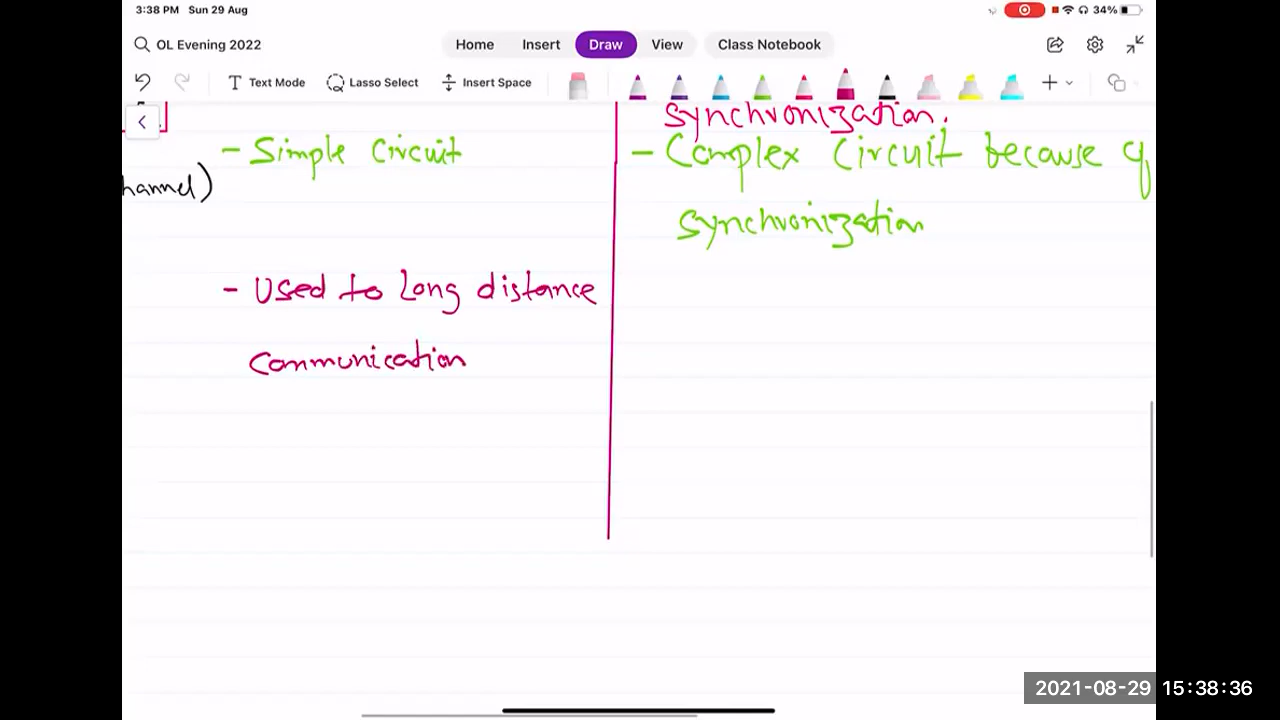 3:38 PM Sun 29 Aug
34%
OL Evening 2022
Home Insert Draw View Class Notebook
Text Mode Lasso Select Insert Space
synchronization.
- Simple Circuit
- Complex Circuit because of
hannel)
synchronization
- Used to Long distance
Communication
2021-08-29 15:38:36